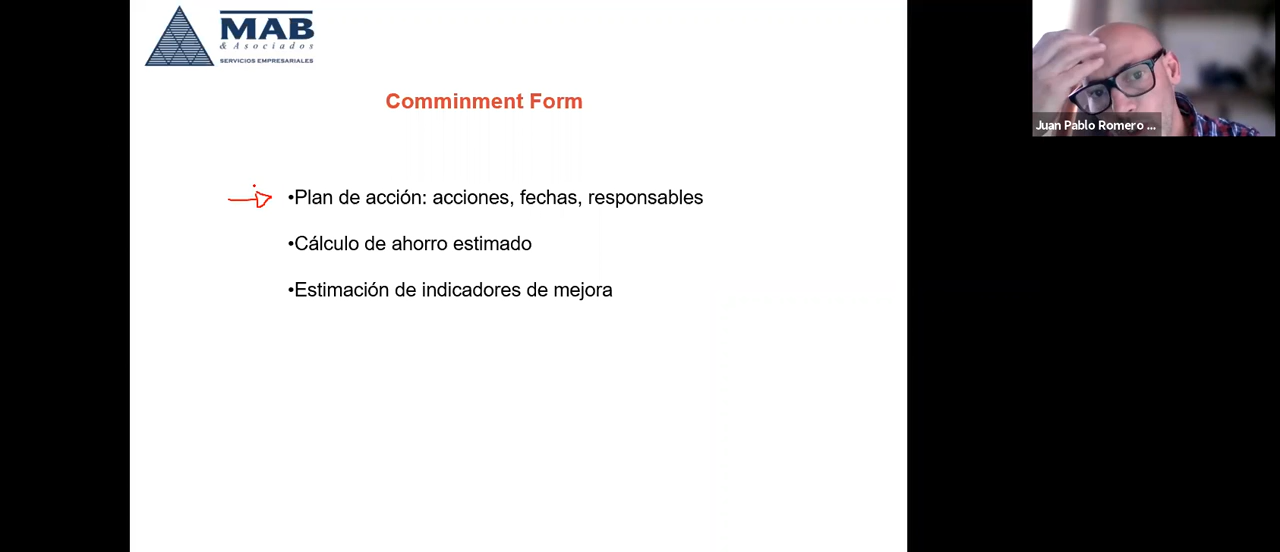 MAB
& Asociados
SERVICIOS EMPRESARIALES
Comminment Form
•Plan de acción: acciones, fechas, responsables
•Cálculo de ahorro estimado
•Estimación de indicadores de mejora
Juan Pablo Romero ...